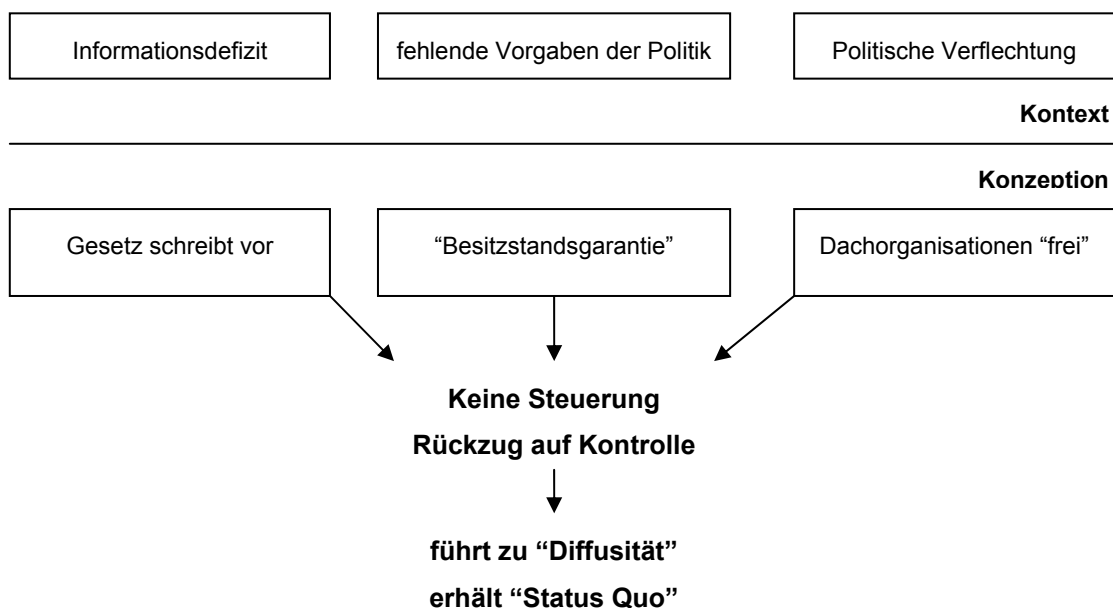 Informationsdefizit
fehlende Vorgaben der Politik
Politische Verflechtung
Kontext
Konzeption
Gesetz schreibt vor
“Besitzstandsgarantie”
Dachorganisationen “frei”
Keine Steuerung
Rückzug auf Kontrolle
führt zu “Diffusität”
erhält “Status Quo”